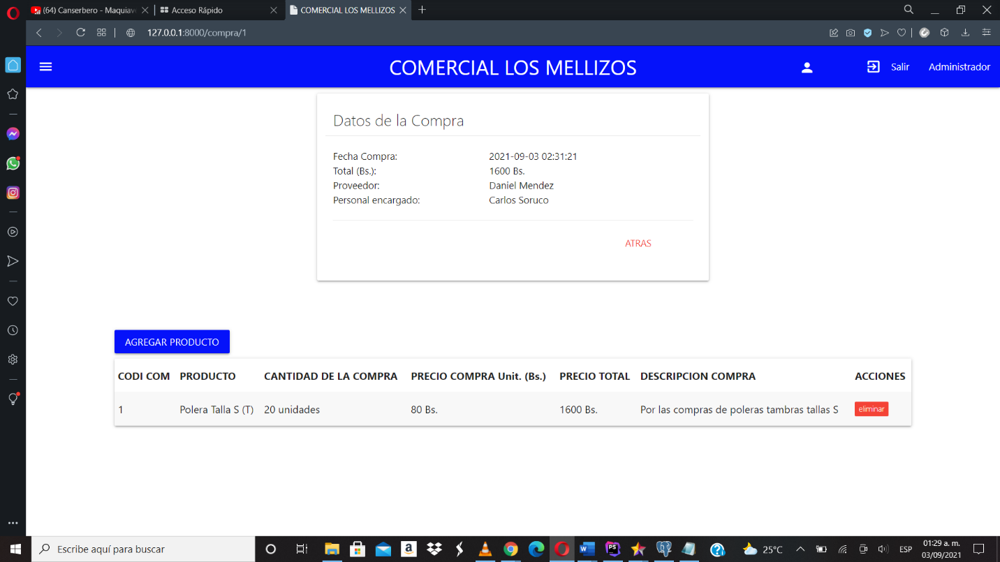 (64) Canserbero - Maquiave
Acceso Rápido
COMERCIAL LOS MELLIZOS
127.0.0.1:8000/compra/1
COMERCIAL LOS MELLIZOS
Salir
Administrador
Datos de la Compra
Fecha Compra: 2021-09-03 02:31:21
Total (Bs.): 1600 Bs.
Proveedor: Daniel Mendez
Personal encargado: Carlos Soruco
ATRAS
AGREGAR PRODUCTO
CODI COM PRODUCTO CANTIDAD DE LA COMPRA PRECIO COMPRA Unit. (Bs.) PRECIO TOTAL DESCRIPCION COMPRA ACCIONES
1 Polera Talla S (T) 20 unidades 80 Bs. 1600 Bs. Por las compras de poleras tambras tallas S eliminar
Escribe aquí para buscar
25°C
ESP
01:29 a. m.
03/09/2021